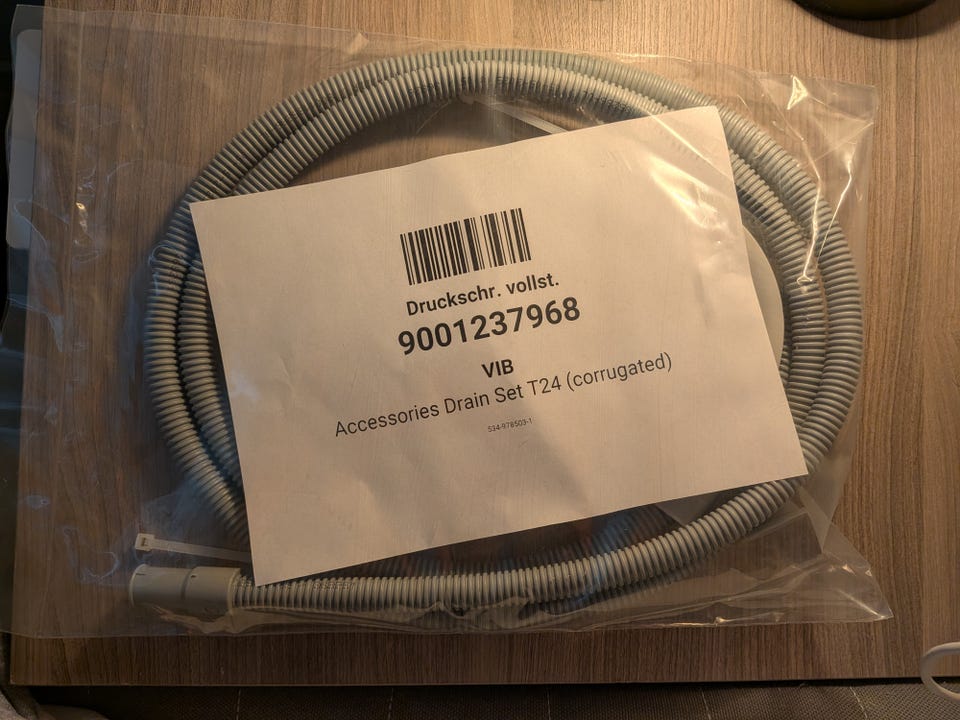 Druckschr. vollst.
9001237968
VIB
Accessories Drain Set T24 (corrugated)
534-978503-1